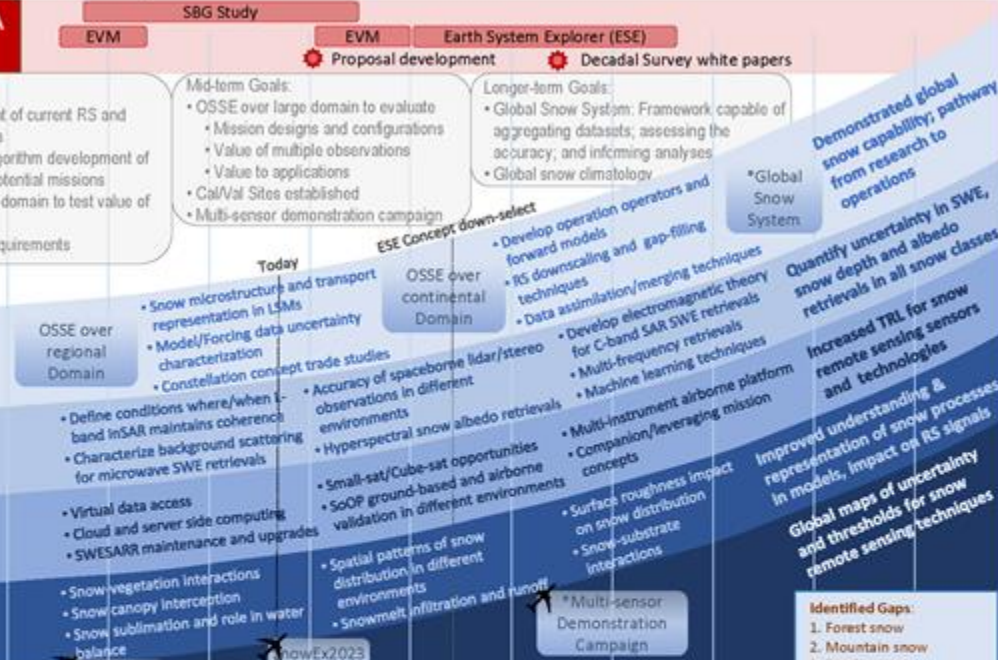 SBG Study
EVM
EVM
Earth System Explorer (ESE)
Proposal development
Decadal Survey white papers
t of current RS and
gorithm development of
otential missions
domain to test value of
quirements
Mid-term Goals:
• OSSE over large domain to evaluate
• Mission designs and configurations
• Value of multiple observations
• Value to applications
• Cal/Val Sites established
• Multi-sensor demonstration campaign
Longer-term Goals:
• Global Snow System: Framework capable of
aggregating datasets; assessing the
accuracy; and informing analyses
• Global snow climatology
Today
ESE Concept down-select
OSSE over
regional
Domain
• Snow microstructure and transport
representation in LSMs
• Model/Forcing data uncertainty
characterization
• Constellation concept trade studies
OSSE over
continental
Domain
• Develop operation operators and
forward models
• RS downscaling and gap-filling
techniques
• Data assimilation/merging techniques
*Global
Snow
System
Demonstrated global
snow capability; pathway
from research to
operations
• Define conditions where/when L-
band InSAR maintains coherence
• Characterize background scattering
for microwave SWE retrievals
• Accuracy of spaceborne lidar/stereo
observations in different
environments
• Hyperspectral snow albedo retrievals
• Develop electromagnetic theory
for C-band SAR SWE retrievals
• Multi-frequency retrievals
• Machine learning techniques
Quantify uncertainty in SWE,
snow depth and albedo
retrievals in all snow classes
• Virtual data access
• Cloud and server side computing
• SWESARR maintenance and upgrades
• Small-sat/Cube-sat opportunities
• SoOP ground-based and airborne
validation in different environments
• Multi-instrument airborne platform
• Companion/leveraging mission
concepts
Increased TRL for snow
remote sensing sensors
and technologies
• Snow-vegetation interactions
• Snow canopy interception
• Snow sublimation and role in water
balance
• Spatial patterns of snow
distribution in different
environments
• Snowmelt infiltration and runoff
• Surface roughness impact
on snow distribution
• Snow-substrate
interactions
Improved understanding &
representation of snow processes
in models, impact on RS signals
Global maps of uncertainty
and thresholds for snow
remote sensing techniques
nowEx2023
*Multi-sensor
Demonstration
Campaign
Identified Gaps:
1. Forest snow
2. Mountain snow